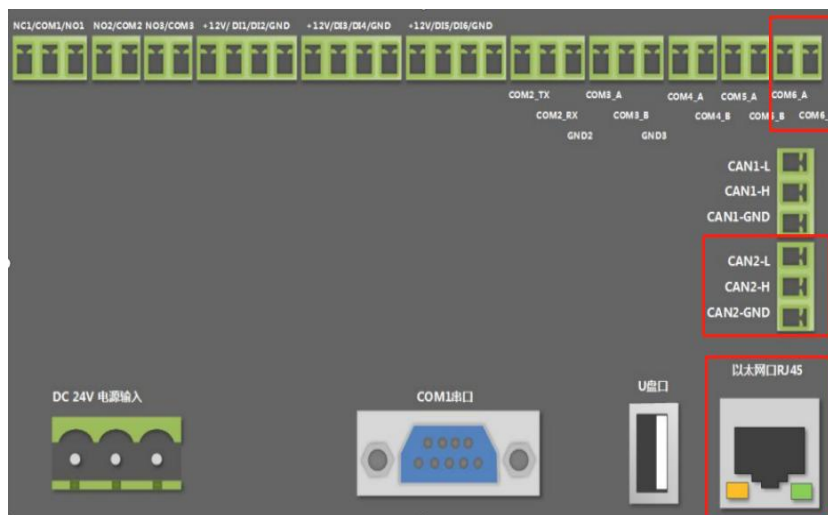 NC1/COM1/NO1 NO2/COM2 NO3/COM3 +12V/ DI1/DI2/GND +12V/DI3/DI4/GND +12V/DI5/DI6/GND
COM2_TX COM3_A COM4_A COM5_A COM6_A
COM2_RX COM3_B COM4_B COM5_B COM6_
GND2 GND3
CAN1-L
CAN1-H
CAN1-GND
CAN2-L
CAN2-H
CAN2-GND
DC 24V 电源输入
COM1串口
U盘口
以太网口RJ45